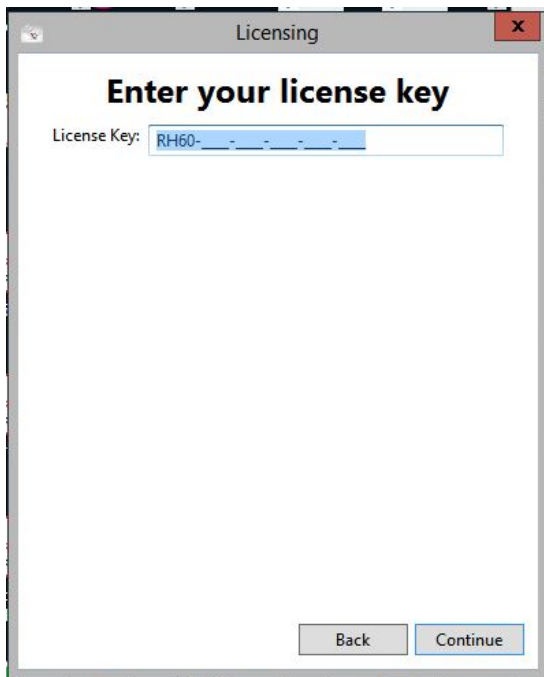 Licensing
x
Enter your license key
License Key: RH60-___-___-___-___-___
Back Continue